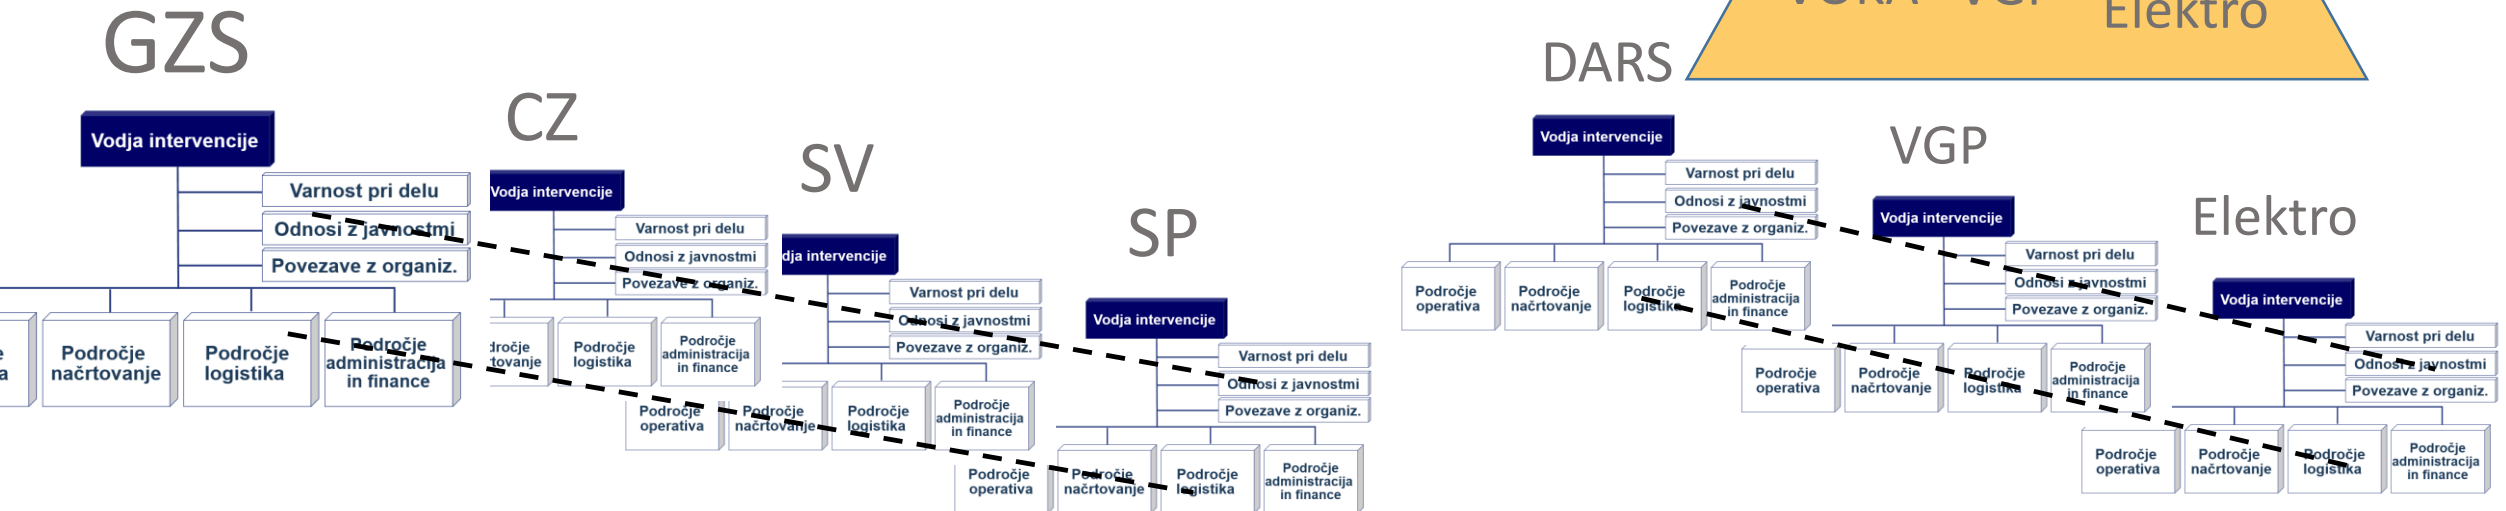 GZS
Vodja intervencije
Varnost pri delu
Odnosi z javnostmi
Povezave z organiz.
Področje
načrtovanje
Področje
logistika
Področje
administracija
in finance
CZ
Vodja intervencije
Varnost pri delu
Odnosi z javnostmi
Povezave z organiz.
Področje
logistika
Področje
administracija
in finance
SV
intervencije
Varnost pri delu
Odnosi z javnostmi
Povezave z organiz.
Področje
operativa
Področje
načrtovanje
Področje
logistika
Področje
administracija
in finance
SP
Vodja intervencije
Varnost pri delu
Odnosi z javnostmi
Povezave z organiz.
Področje
operativa
Področje
načrtovanje
Področje
logistika
Področje
administracija
in finance
Elektro
DARS
Vodja intervencije
Varnost pri delu
Odnosi z javnostmi
Povezave z organiz.
Področje
operativa
Področje
načrtovanje
Področje
logistika
Področje
administracija
in finance
VGP
Vodja intervencije
Varnost pri delu
Odnosi z javnostmi
Povezave z organiz.
Področje
operativa
Področje
načrtovanje
Področje
logistika
Področje
administracija
in finance
Elektro
Vodja intervencije
Varnost pri delu
Odnosi z javnostmi
Povezave z organiz.
Področje
operativa
Področje
načrtovanje
Področje
logistika
Področje
administracija
in finance